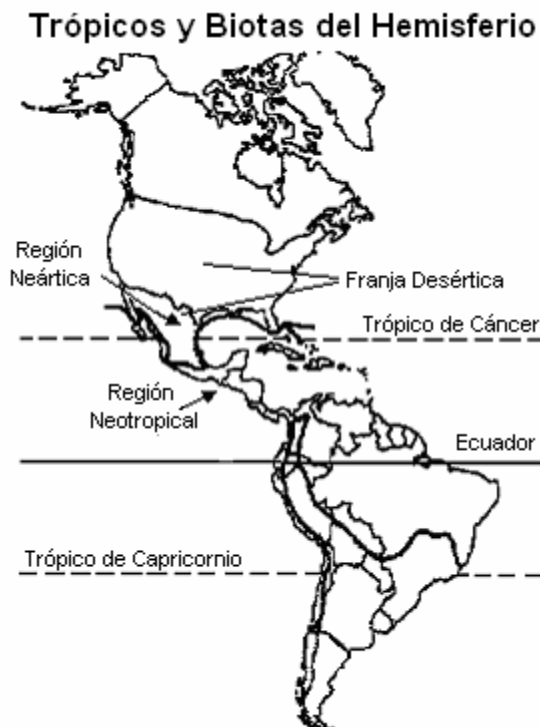 Trópicos y Biotas del Hemisferio
Región
Neártica
Franja Desértica
Trópico de Cáncer
Región
Neotropical
Ecuador
Trópico de Capricornio